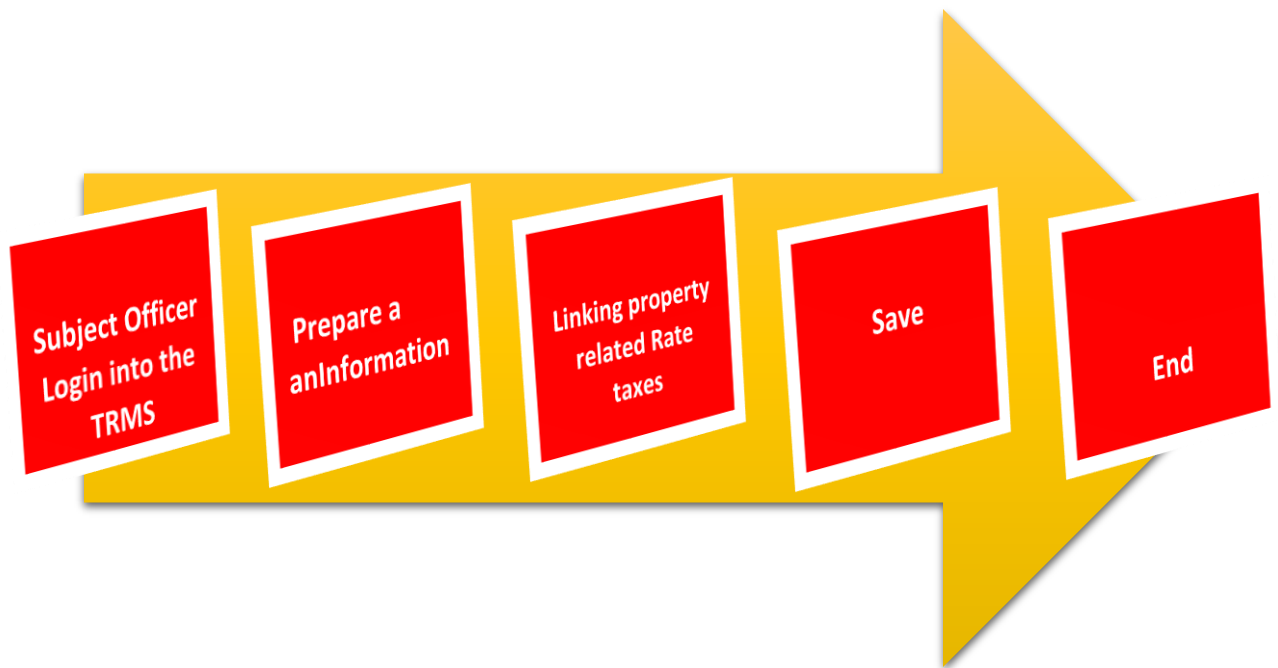 Subject Officer
Login into the
TRMS
Prepare a
anInformation
Linking property
related Rate
taxes
Save
End